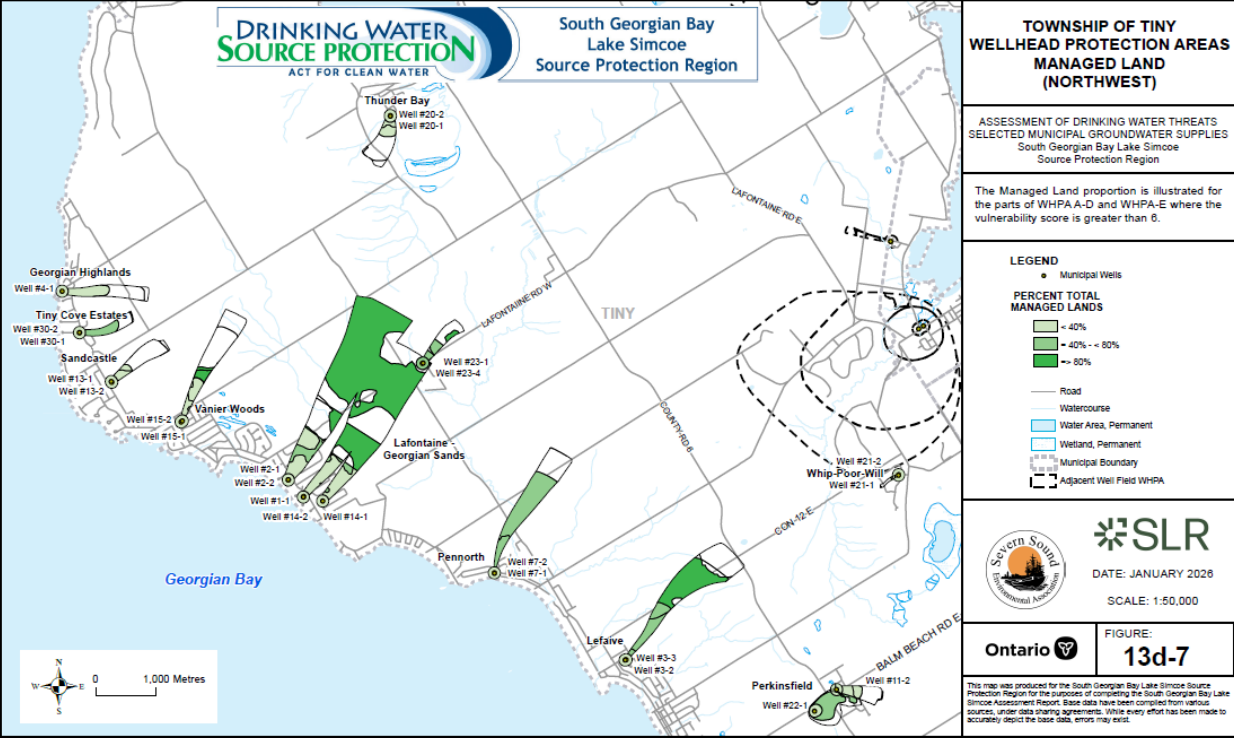 DRINKING WATER
SOURCE PROTECTION
ACT FOR CLEAN WATER
South Georgian Bay
Lake Simcoe
Source Protection Region
Thunder Bay
Well #20-2
Well #20-1
LAFONTAINE RD E
Georgian Highlands
Well #4-1
Tiny Cove Estates
Well #30-2
Well #30-1
Sandcastle
Well #13-1
Well #13-2
LAFONTAINE RD W
TINY
Well #23-1
Well #23-4
Vanier Woods
Well #15-2
Well #15-1
COUNTY RD 6
Lafontaine -
Georgian Sands
Well #2-1
Well #2-2
Well #1-1
Well #14-2
Well #14-1
Well #21-2
Whip-Poor-Will
Well #21-1
CON 12 E
Pennorth
Well #7-2
Well #7-1
Georgian Bay
Lefaive
Well #3-3
Well #3-2
BALM BEACH RD E
Perkinsfield
Well #11-2
Well #22-1
N
W
E
S
0
1,000 Metres
TOWNSHIP OF TINY
WELLHEAD PROTECTION AREAS
MANAGED LAND
(NORTHWEST)
ASSESSMENT OF DRINKING WATER THREATS
SELECTED MUNICIPAL GROUNDWATER SUPPLIES
South Georgian Bay Lake Simcoe
Source Protection Region
The Managed Land proportion is illustrated for
the parts of WHPA A-D and WHPA-E where the
vulnerability score is greater than 6.
LEGEND
Municipal Wells
PERCENT TOTAL
MANAGED LANDS
< 40%
= 40% - < 80%
=> 80%
Road
Watercourse
Water Area, Permanent
Wetland, Permanent
Municipal Boundary
Adjacent Well Field WHPA
Severn Sound
Environmental Association
SLR
DATE: JANUARY 2026
SCALE: 1:50,000
Ontario
FIGURE:
13d-7
This map was produced for the South Georgian Bay Lake Simcoe Source
Protection Region for the purposes of completing the South Georgian Bay Lake
Simcoe Assessment Report. Base data have been compiled from various
sources, under data sharing agreements. While every effort has been made to
accurately depict the base data, errors may exist.